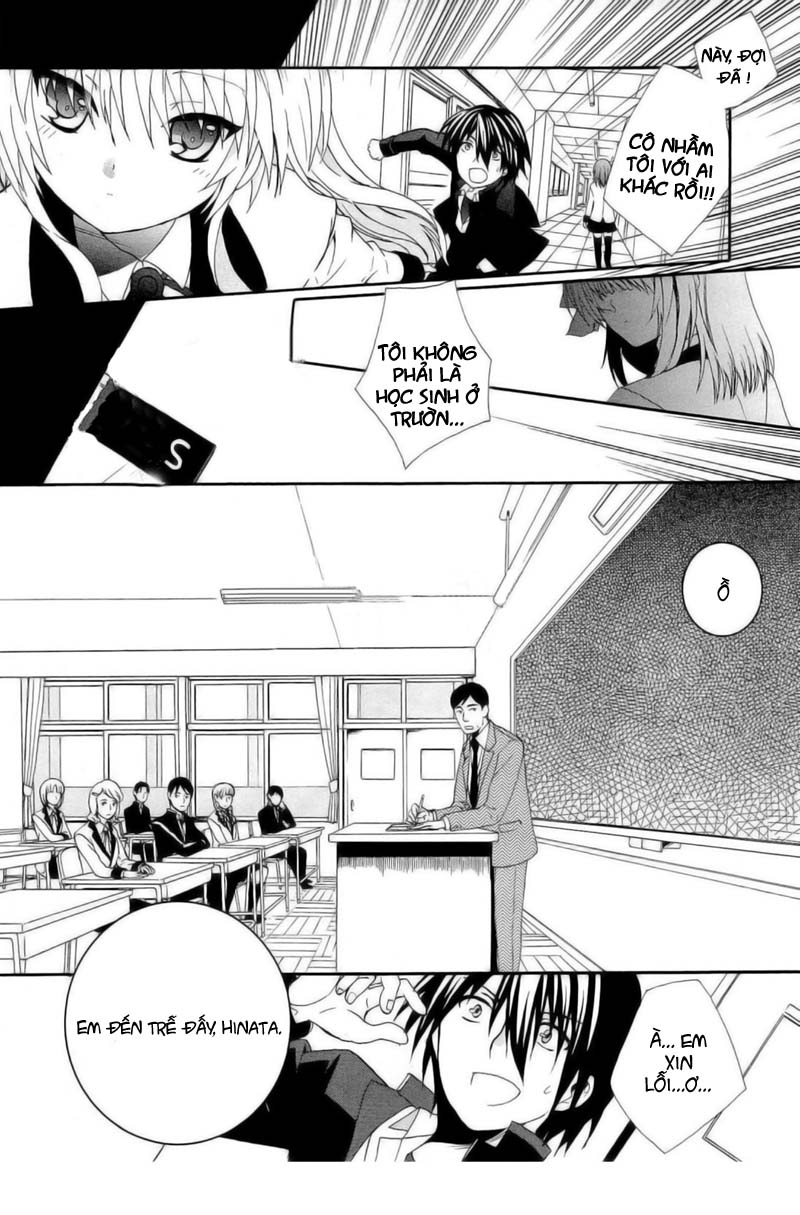 NÀY, ĐỢI
ĐÃ !
CÔ NHẦM
TÔI VỚI AI
KHÁC RỒI!!
TÔI KHÔNG
PHẢI LÀ
HỌC SINH Ở
TRƯỜN...
S
Ồ
EM ĐẾN TRỄ ĐẤY, HINATA.
À... EM
XIN
LỖI...Ơ...